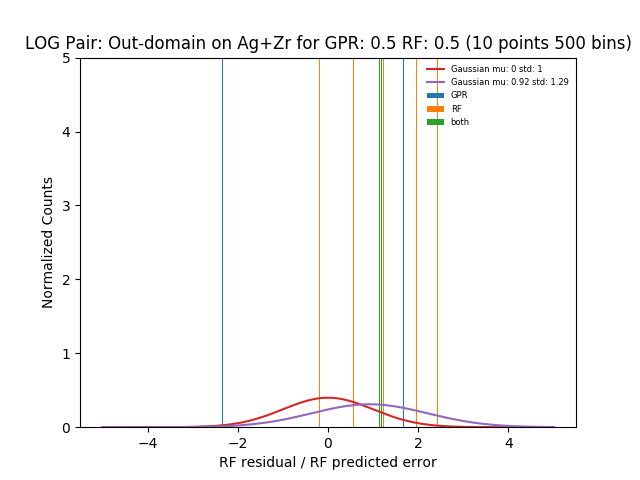 LOG Pair: Out-domain on Ag+Zr for GPR: 0.5 RF: 0.5 (10 points 500 bins)
Gaussian mu: 0 std: 1
Gaussian mu: 0.92 std: 1.29
GPR
RF
both
Normalized Counts
5
4
3
2
1
0
−4
−2
0
2
4
RF residual / RF predicted error